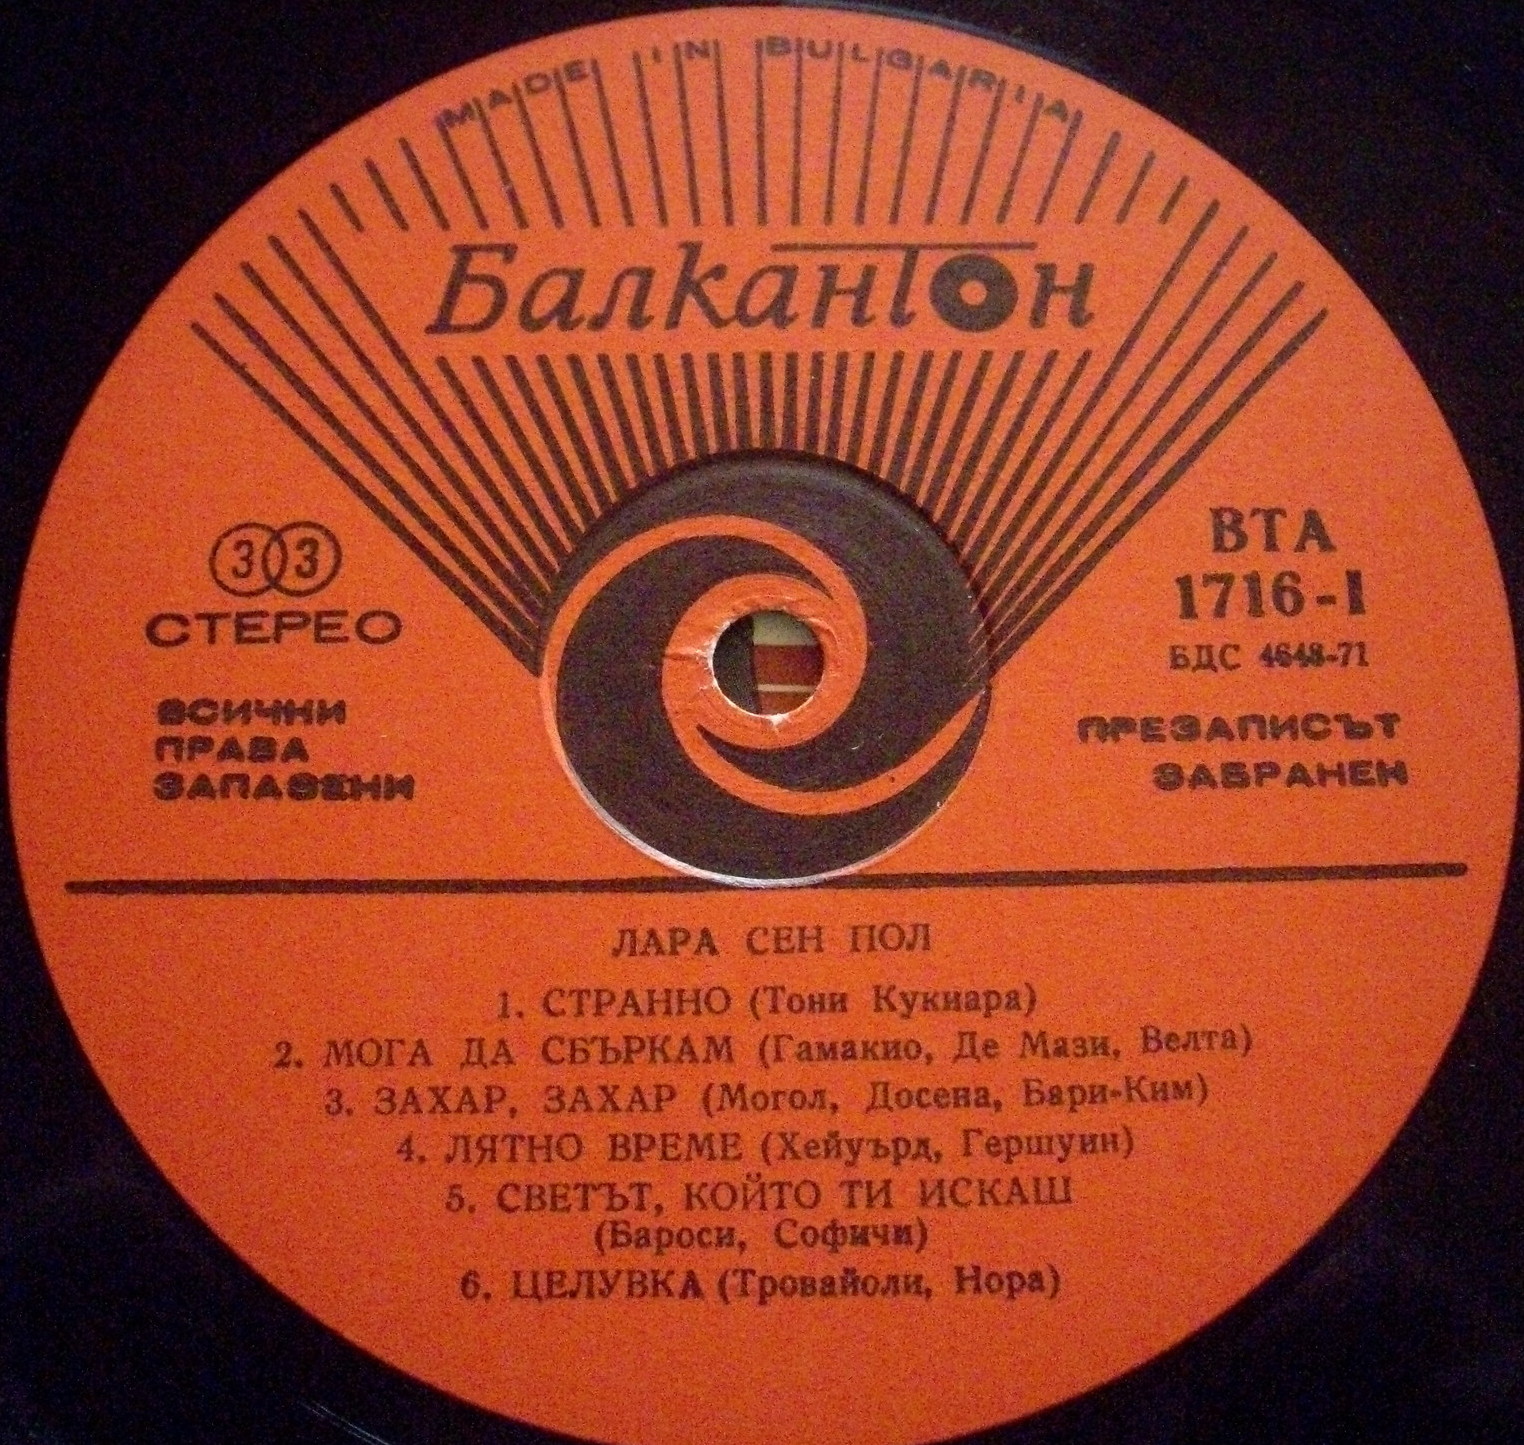 MADE IN BULGARIA
Балкантон
33
СТЕРЕО
ВСИЧКИ
ПРАВА
ЗАПАЗЕНИ
ВТА
1716-I
БДС 4648-71
ПРЕЗАПИСЪТ
ЗАБРАНЕН
ЛАРА СЕН ПОЛ
1. СТРАННО (Тони Кукиара)
2. МОГА ДА СБЪРКАМ (Гамакио, Де Мази, Велта)
3. ЗАХАР, ЗАХАР (Могол, Досена, Бари-Ким)
4. ЛЯТНО ВРЕМЕ (Хейуърд, Гершуин)
5. СВЕТЪТ, КОЙТО ТИ ИСКАШ
(Бароси, Софичи)
6. ЦЕЛУВКА (Тровайоли, Нора)